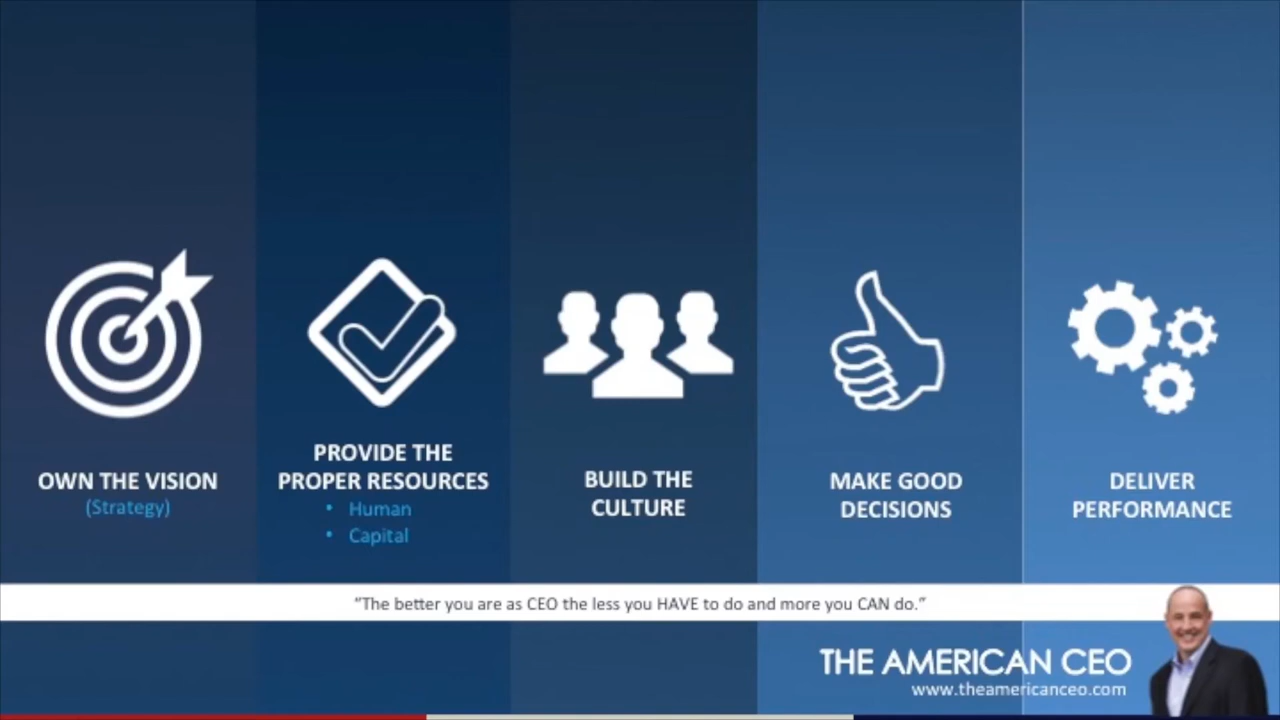 OWN THE VISION
(Strategy)
PROVIDE THE
PROPER RESOURCES
• Human
• Capital
BUILD THE
CULTURE
MAKE GOOD
DECISIONS
DELIVER
PERFORMANCE
“The better you are as CEO the less you HAVE to do and more you CAN do.”
THE AMERICAN CEO
www.theamericanceo.com